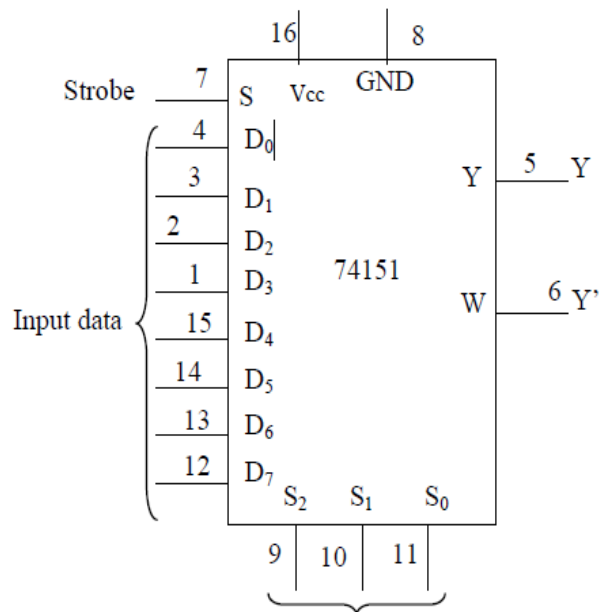 16 8
7 Vcc GND
Strobe S
4 D₀
3 D₁
Y 5 Y
2 D₂
74151
1 D₃
W 6 Y’
Input data
15 D₄
14 D₅
13 D₆
12 D₇
S₂ S₁ S₀
9 10 11